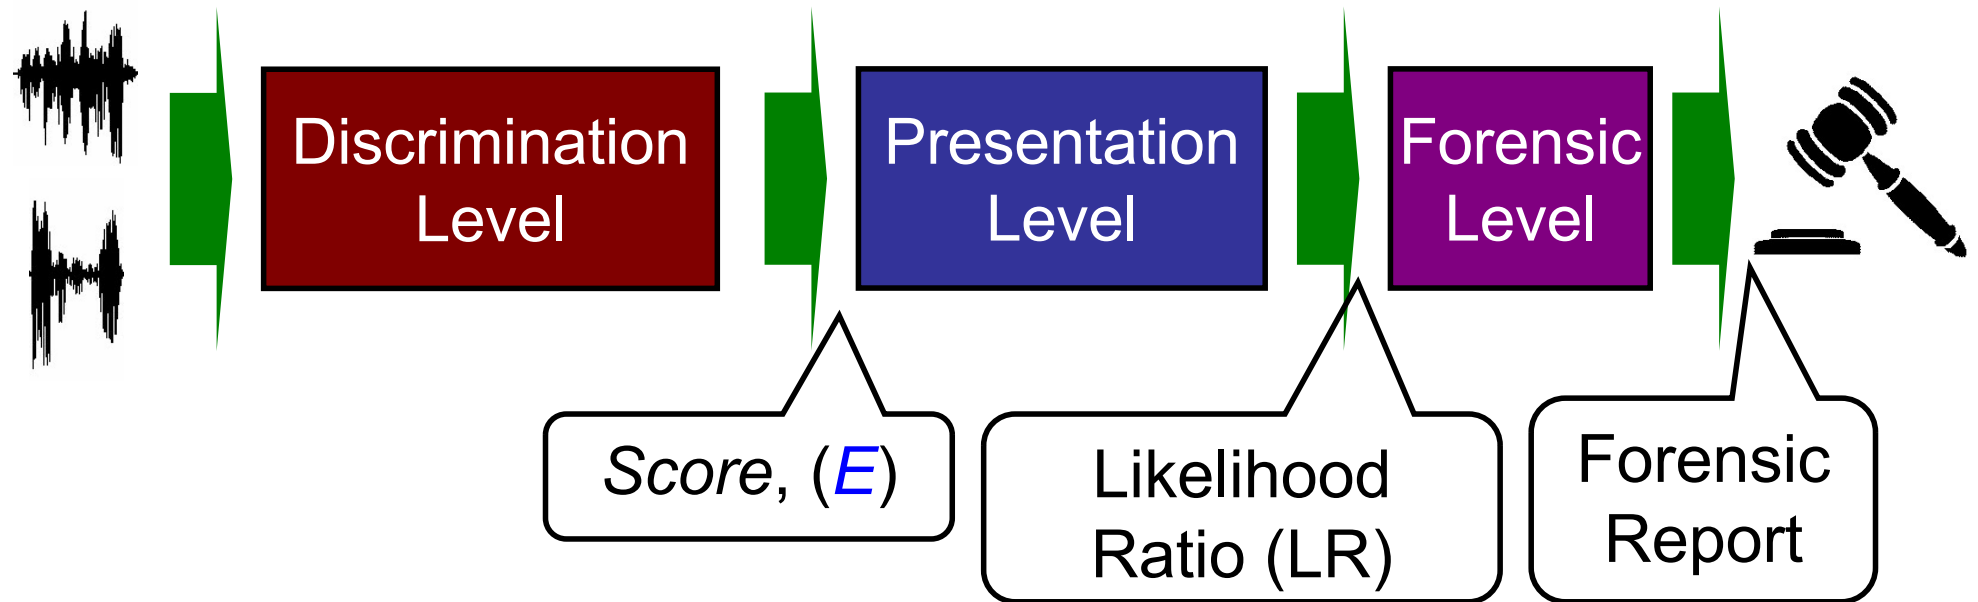 Discrimination
Level
Presentation
Level
Forensic
Level
Score, (E)
Likelihood
Ratio (LR)
Forensic
Report